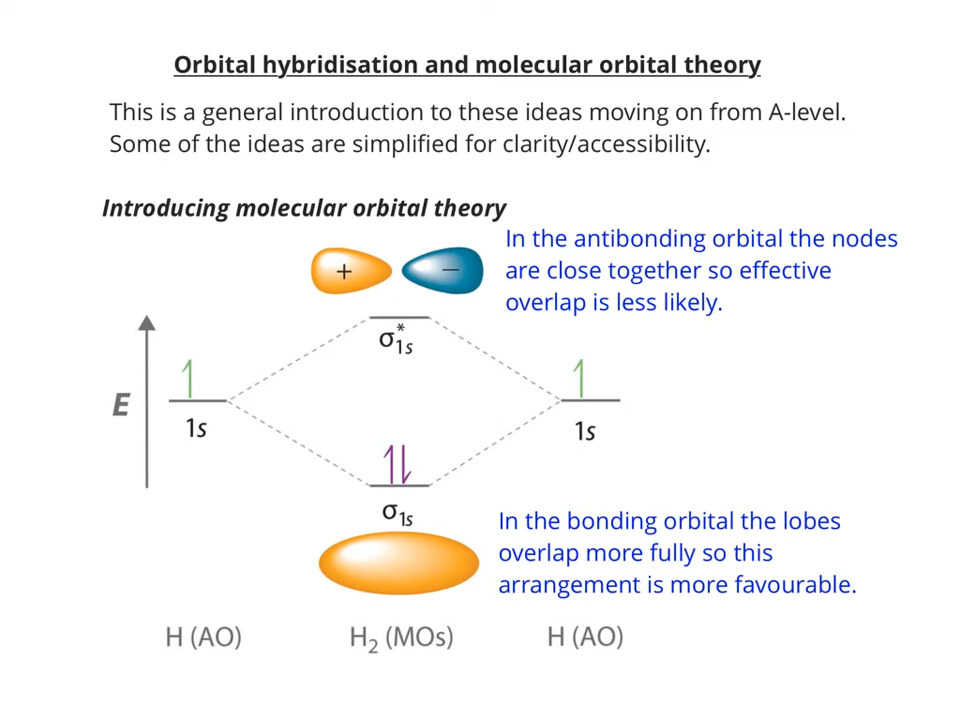 Orbital hybridisation and molecular orbital theory
This is a general introduction to these ideas moving on from A-level.
Some of the ideas are simplified for clarity/accessibility.
Introducing molecular orbital theory
In the antibonding orbital the nodes
are close together so effective
overlap is less likely.
+ −
σ*1s
E
1s
1s
σ1s
In the bonding orbital the lobes
overlap more fully so this
arrangement is more favourable.
H (AO) H2 (MOs) H (AO)